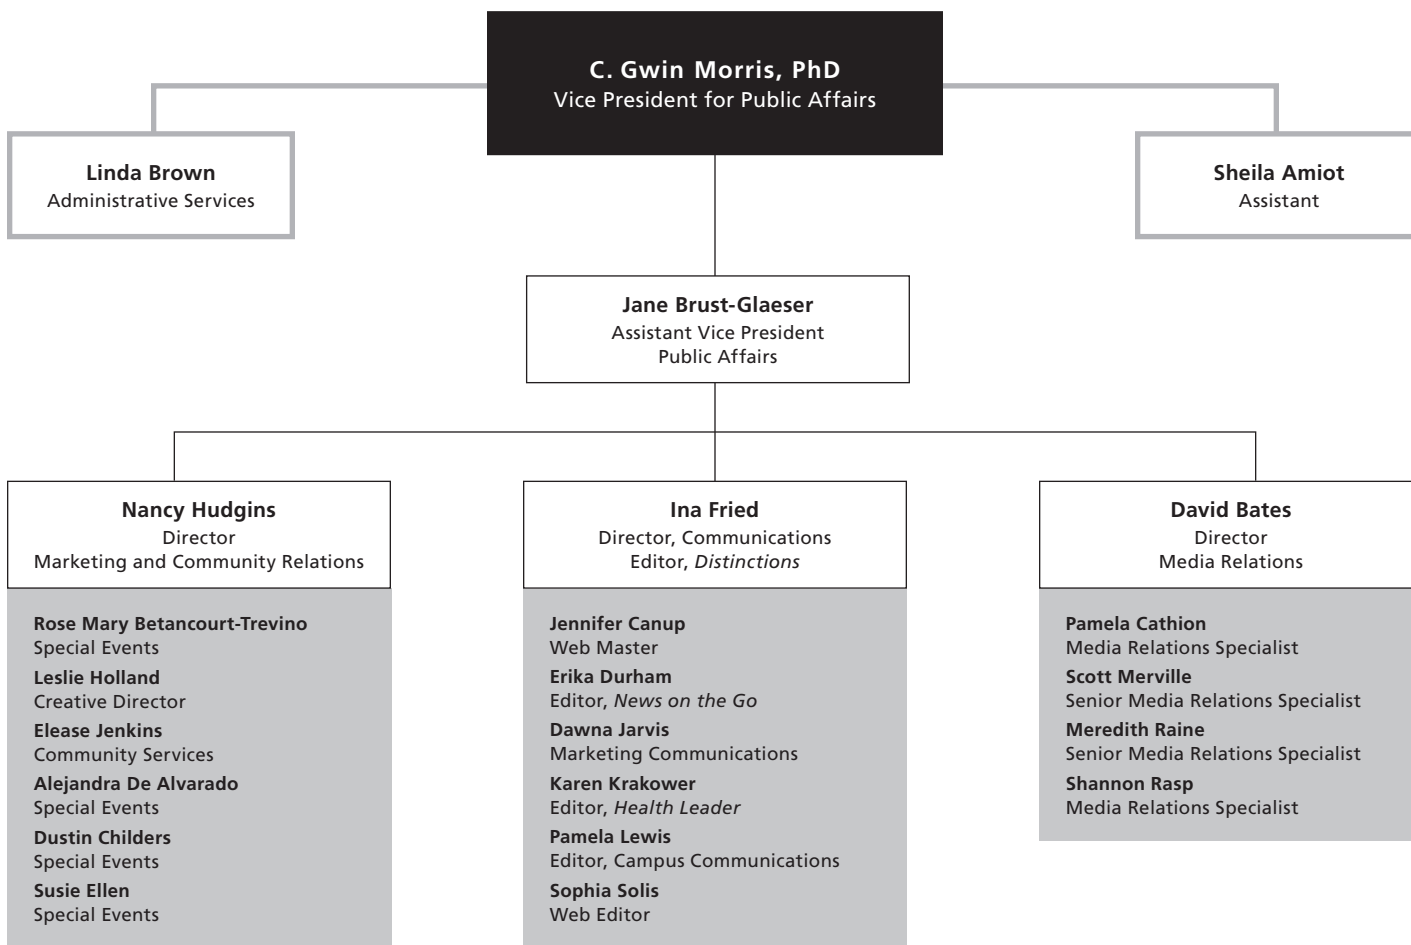 C. Gwin Morris, PhD
Vice President for Public Affairs
Linda Brown
Administrative Services
Sheila Amiot
Assistant
Jane Brust-Glaeser
Assistant Vice President
Public Affairs
Nancy Hudgins
Director
Marketing and Community Relations
Rose Mary Betancourt-Trevino
Special Events
Leslie Holland
Creative Director
Elease Jenkins
Community Services
Alejandra De Alvarado
Special Events
Dustin Childers
Special Events
Susie Ellen
Special Events
Ina Fried
Director, Communications
Editor, Distinctions
Jennifer Canup
Web Master
Erika Durham
Editor, News on the Go
Dawna Jarvis
Marketing Communications
Karen Krakower
Editor, Health Leader
Pamela Lewis
Editor, Campus Communications
Sophia Solis
Web Editor
David Bates
Director
Media Relations
Pamela Cathion
Media Relations Specialist
Scott Merville
Senior Media Relations Specialist
Meredith Raine
Senior Media Relations Specialist
Shannon Rasp
Media Relations Specialist